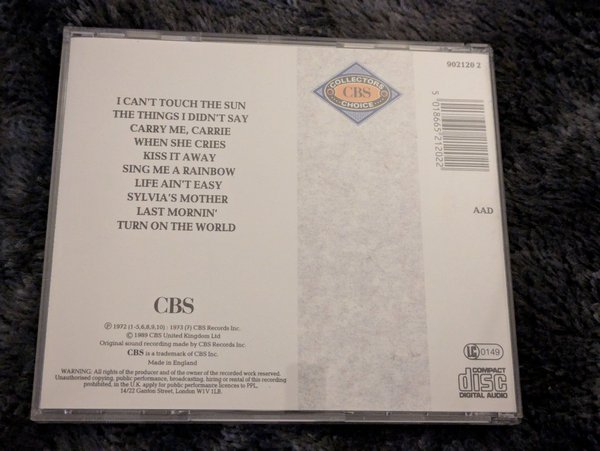 902120 2
COLLECTORS
CBS
CHOICE
5 018665 212022
I CAN'T TOUCH THE SUN
THE THINGS I DIDN'T SAY
CARRY ME, CARRIE
WHEN SHE CRIES
KISS IT AWAY
SING ME A RAINBOW
LIFE AIN'T EASY
SYLVIA'S MOTHER
LAST MORNIN'
TURN ON THE WORLD
AAD
CBS
℗ 1972 (1-5,6,8,9,10) : 1973 (7) CBS Records Inc.
© 1989 CBS United Kingdom Ltd
Original sound recording made by CBS Records Inc.
CBS is a trademark of CBS Inc.
Made in England
WARNING: All rights of the producer and of the owner of the recorded work reserved.
Unauthorised copying, public performance, broadcasting, hiring or rental of this recording
prohibited, in the U.K. apply for public performance licences to PPL,
14/22 Ganton Street, London W1V 1LB.
LC 0149
COMPACT
disc
DIGITAL AUDIO